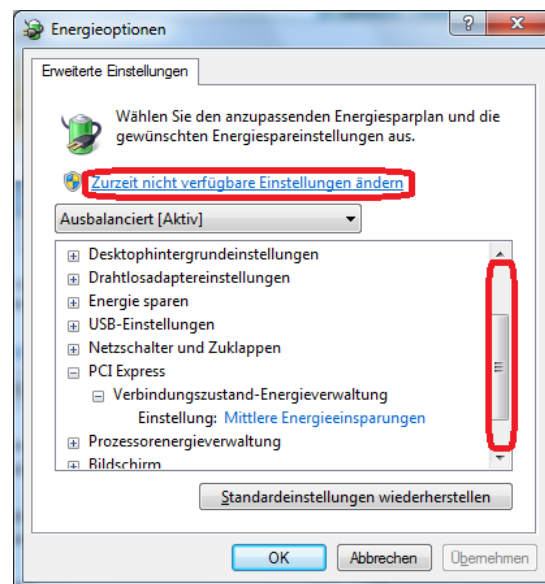 Energieoptionen
?
X
Erweiterte Einstellungen
Wählen Sie den anzupassenden Energiesparplan und die
gewünschten Energiespareinstellungen aus.
Zurzeit nicht verfügbare Einstellungen ändern
Ausbalanciert [Aktiv]
Desktophintergrundeinstellungen
Drahtlosadaptereinstellungen
Energie sparen
USB-Einstellungen
Netzschalter und Zuklappen
PCI Express
Verbindungszustand-Energieverwaltung
Einstellung: Mittlere Energieeinsparungen
Prozessorenergieverwaltung
Bildschirm
Standardeinstellungen wiederherstellen
OK Abbrechen Übernehmen